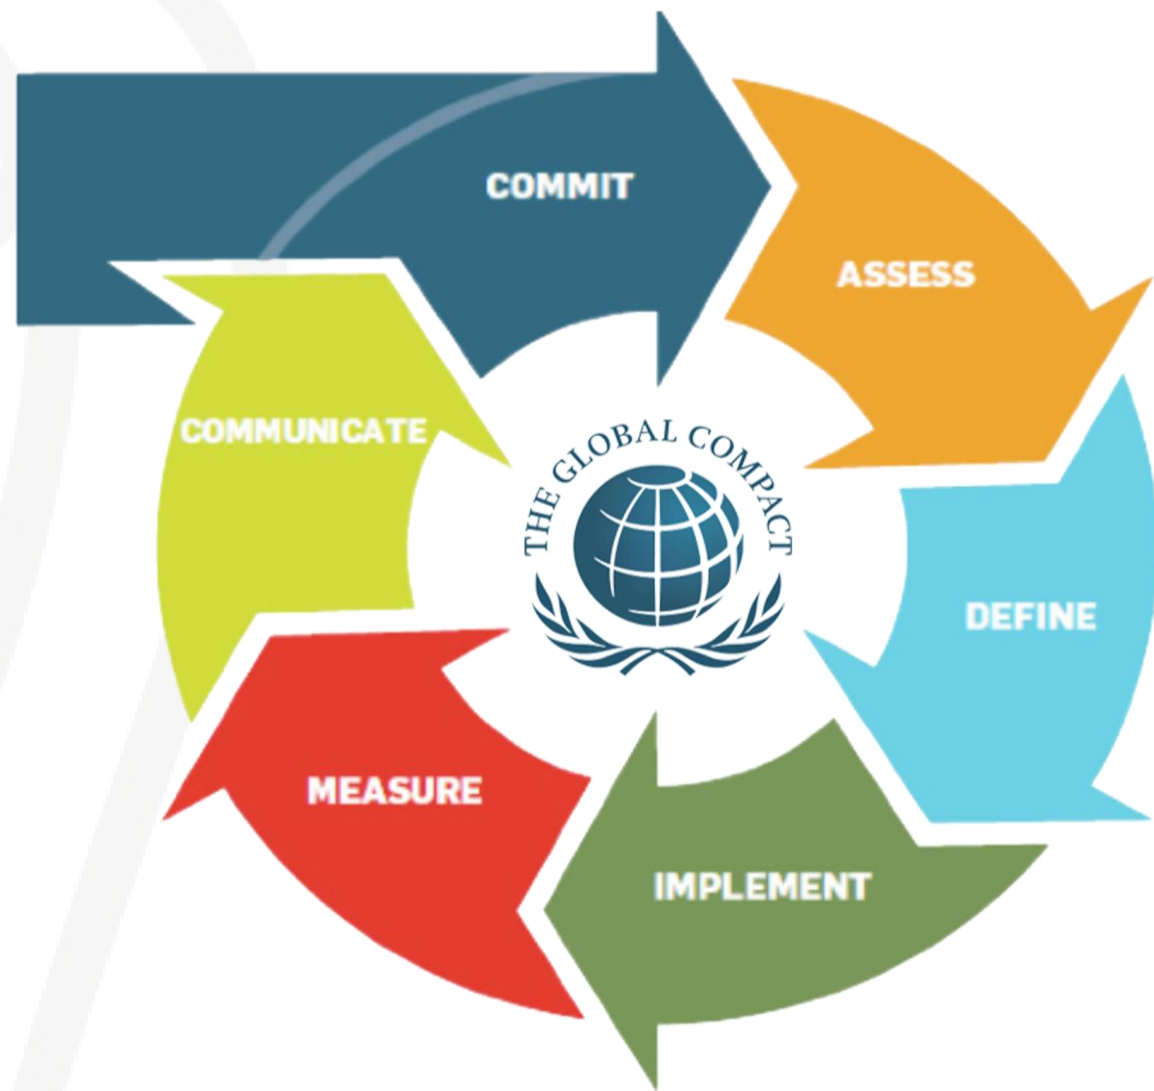 COMMIT
ASSESS
COMMUNICATE
THE GLOBAL COMPACT
DEFINE
MEASURE
IMPLEMENT